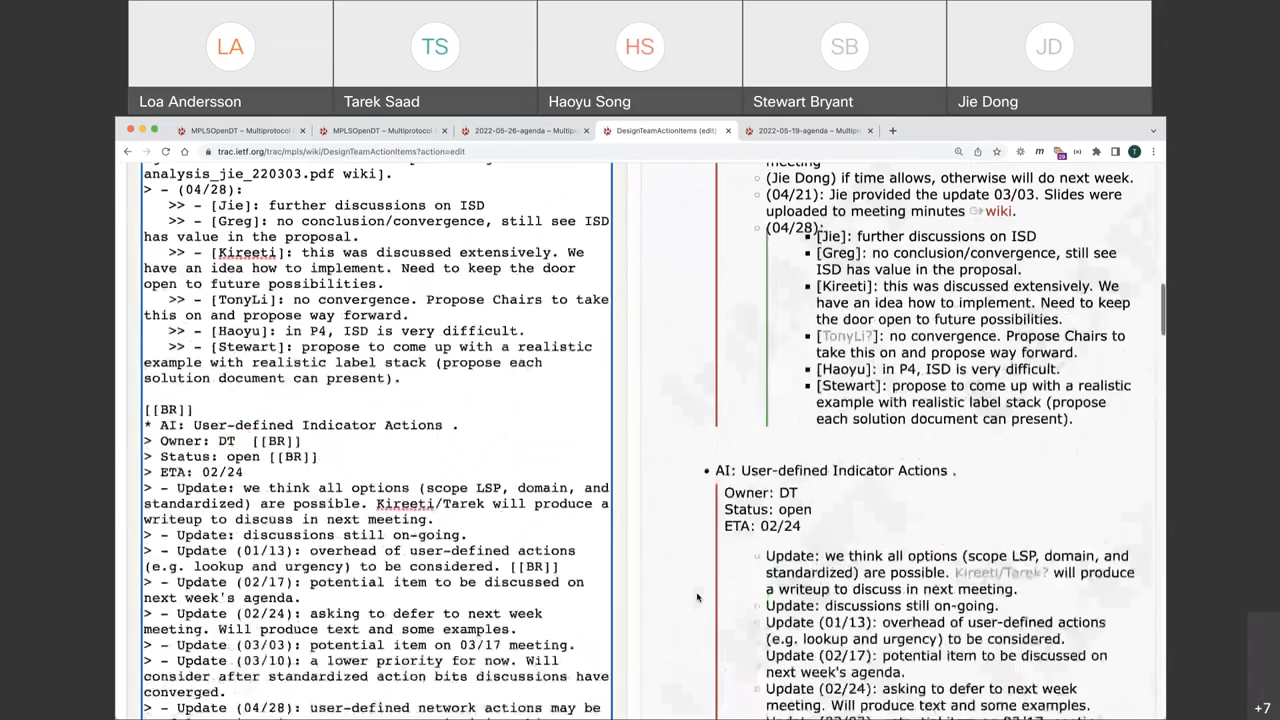 LA
TS
HS
SB
JD
Loa Andersson
Tarek Saad
Haoyu Song
Stewart Bryant
Jie Dong
MPLSOpenDT – Multiprotocol
MPLSOpenDT – Multiprotocol
2022-05-26-agenda – Multipro
DesignTeamActionItems (edit)
2022-05-19-agenda – Multipro
trac.ietf.org/trac/mpls/wiki/DesignTeamActionItems?action=edit
analysis_jie_220303.pdf wiki].
> - (04/28):
>> - [Jie]: further discussions on ISD
>> - [Greg]: no conclusion/convergence, still see ISD
has value in the proposal.
>> - [Kireeti]: this was discussed extensively. We
have an idea how to implement. Need to keep the door
open to future possibilities.
>> - [TonyLi]: no convergence. Propose Chairs to take
this on and propose way forward.
>> - [Haoyu]: in P4, ISD is very difficult.
>> - [Stewart]: propose to come up with a realistic
example with realistic label stack (propose each
solution document can present).
[[BR]]
* AI: User-defined Indicator Actions .
> Owner: DT [[BR]]
> Status: open [[BR]]
> ETA: 02/24
> - Update: we think all options (scope LSP, domain, and
standardized) are possible. Kireeti/Tarek will produce a
writeup to discuss in next meeting.
> - Update: discussions still on-going.
> - Update (01/13): overhead of user-defined actions
(e.g. lookup and urgency) to be considered. [[BR]]
> - Update (02/17): potential item to be discussed on
next week's agenda.
> - Update (02/24): asking to defer to next week
meeting. Will produce text and some examples.
> - Update (03/03): potential item on 03/17 meeting.
> - Update (03/10): a lower priority for now. Will
consider after standardized action bits discussions have
converged.
> - Update (04/28): user-defined network actions may be
meeting
(Jie Dong) if time allows, otherwise will do next week.
(04/21): Jie provided the update 03/03. Slides were
uploaded to meeting minutes wiki.
(04/28):
[Jie]: further discussions on ISD
[Greg]: no conclusion/convergence, still see
ISD has value in the proposal.
[Kireeti]: this was discussed extensively. We
have an idea how to implement. Need to keep
the door open to future possibilities.
[TonyLi?]: no convergence. Propose Chairs to
take this on and propose way forward.
[Haoyu]: in P4, ISD is very difficult.
[Stewart]: propose to come up with a realistic
example with realistic label stack (propose
each solution document can present).
• AI: User-defined Indicator Actions .
Owner: DT
Status: open
ETA: 02/24
Update: we think all options (scope LSP, domain, and
standardized) are possible. Kireeti/Tarek? will produce
a writeup to discuss in next meeting.
Update: discussions still on-going.
Update (01/13): overhead of user-defined actions
(e.g. lookup and urgency) to be considered.
Update (02/17): potential item to be discussed on
next week's agenda.
Update (02/24): asking to defer to next week
meeting. Will produce text and some examples.
+7